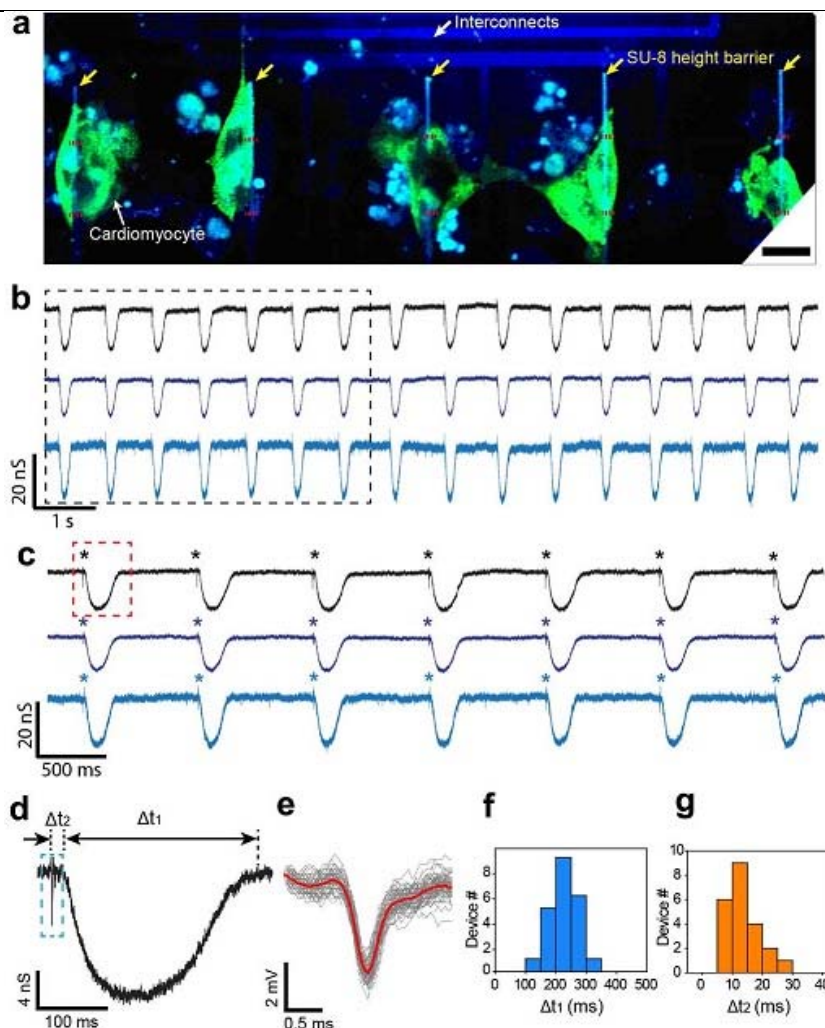 a
Interconnects
SU-8 height barrier
Cardiomyocyte
b
20 nS
1 s
c
* * * * * * *
* * * * * * *
* * * * * * *
20 nS
500 ms
d
Δt2
Δt1
4 nS
100 ms
e
2 mV
0.5 ms
f
Device #
8
6
4
2
0
0 100 200 300 400 500
Δt1 (ms)
g
Device #
10
8
6
4
2
0
0 10 20 30 40
Δt2 (ms)